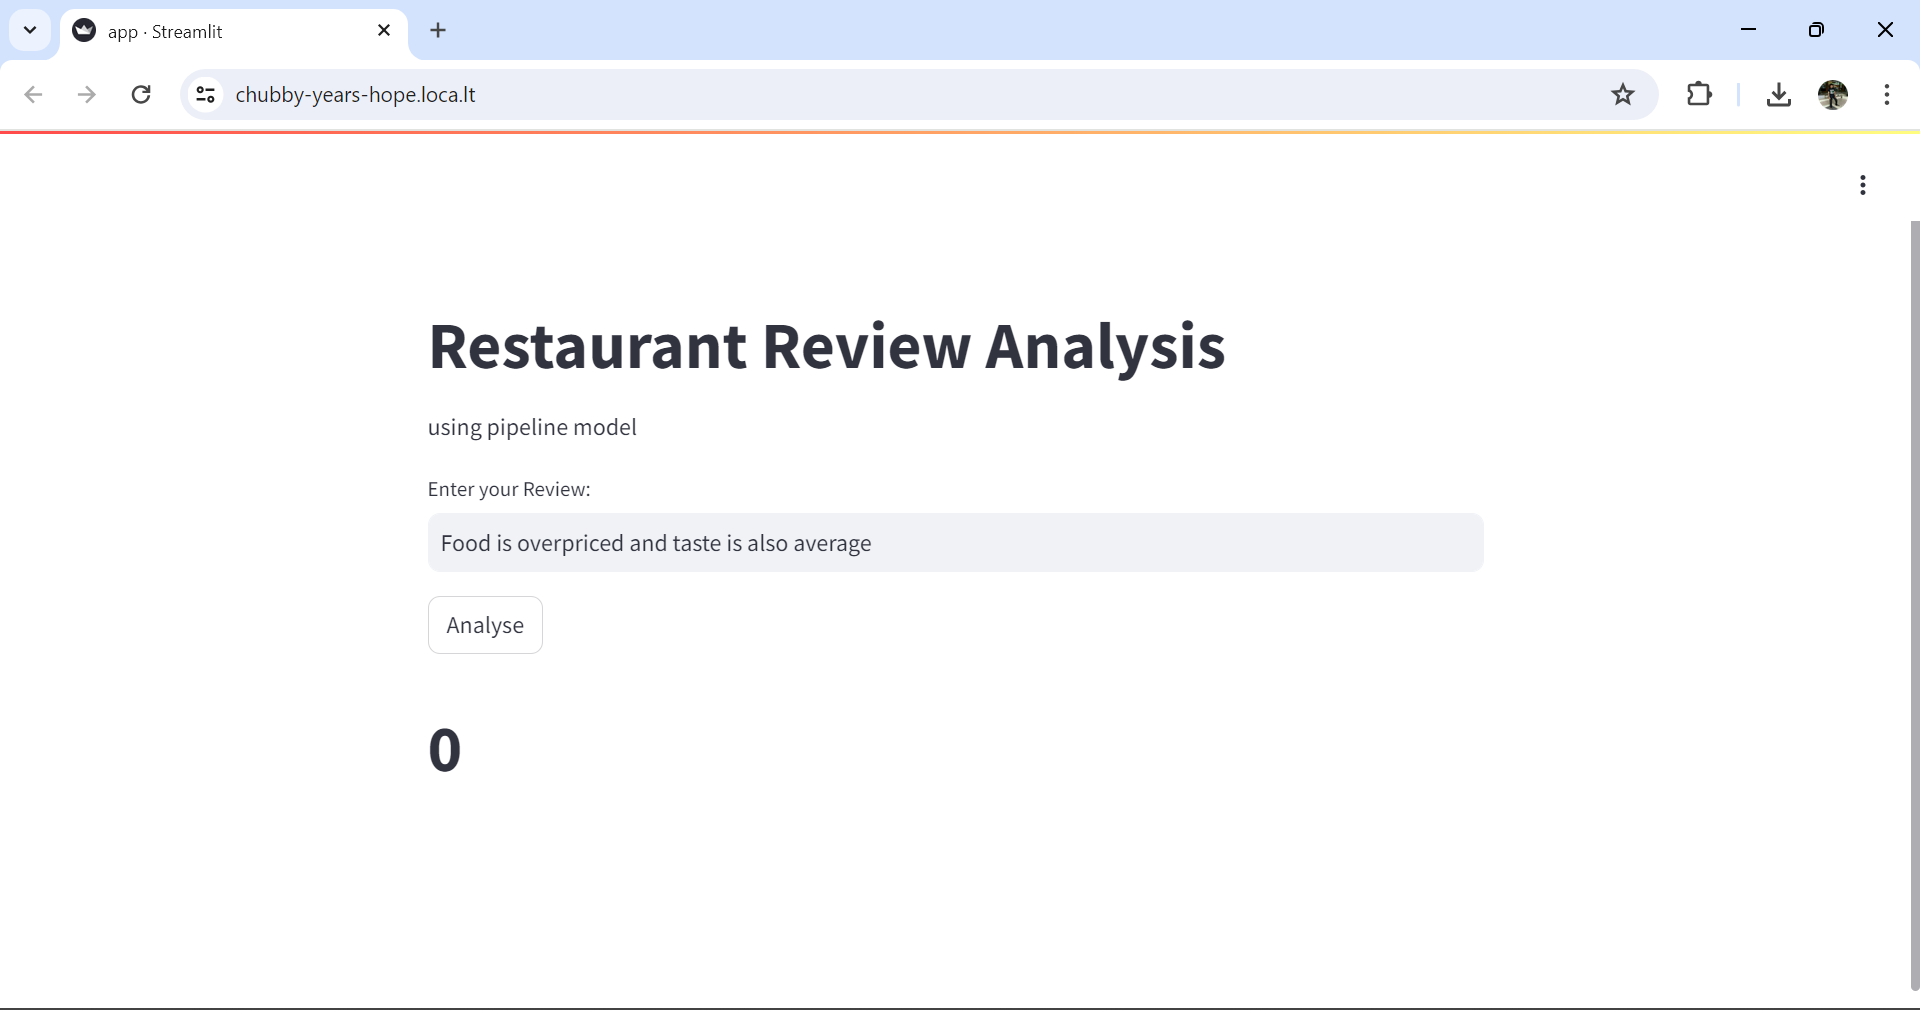 app · Streamlit
chubby-years-hope.loca.lt
Restaurant Review Analysis
using pipeline model
Enter your Review:
Food is overpriced and taste is also average
Analyse
0